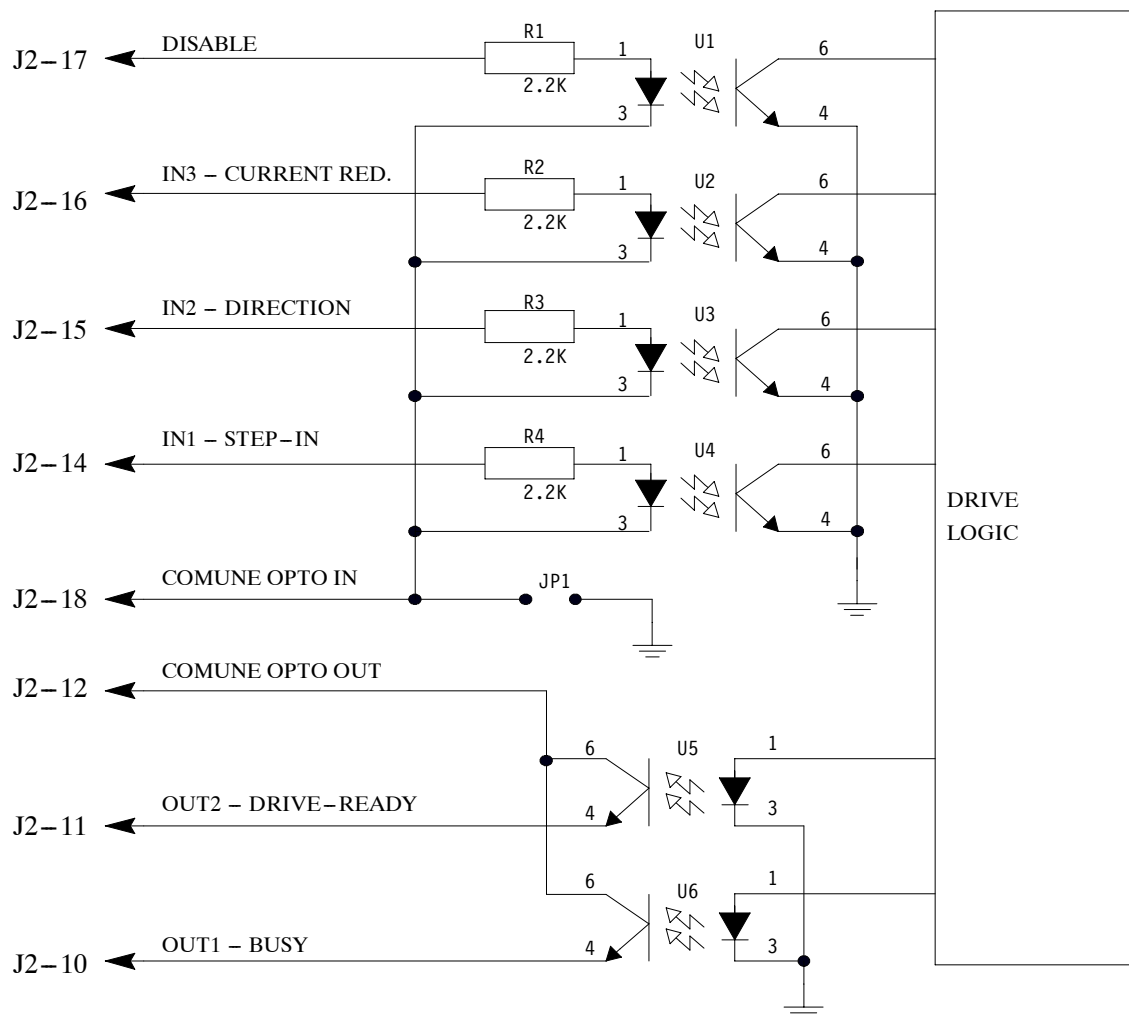 J2-17 DISABLE R1 2.2K 1 3 U1 6 4
J2-16 IN3 - CURRENT RED. R2 2.2K 1 3 U2 6 4
J2-15 IN2 - DIRECTION R3 2.2K 1 3 U3 6 4
J2-14 IN1 - STEP-IN R4 2.2K 1 3 U4 6 4
DRIVE
LOGIC
J2-18 COMUNE OPTO IN JP1
J2-12 COMUNE OPTO OUT
J2-11 OUT2 - DRIVE-READY 6 4 U5 1 3
J2-10 OUT1 - BUSY 6 4 U6 1 3